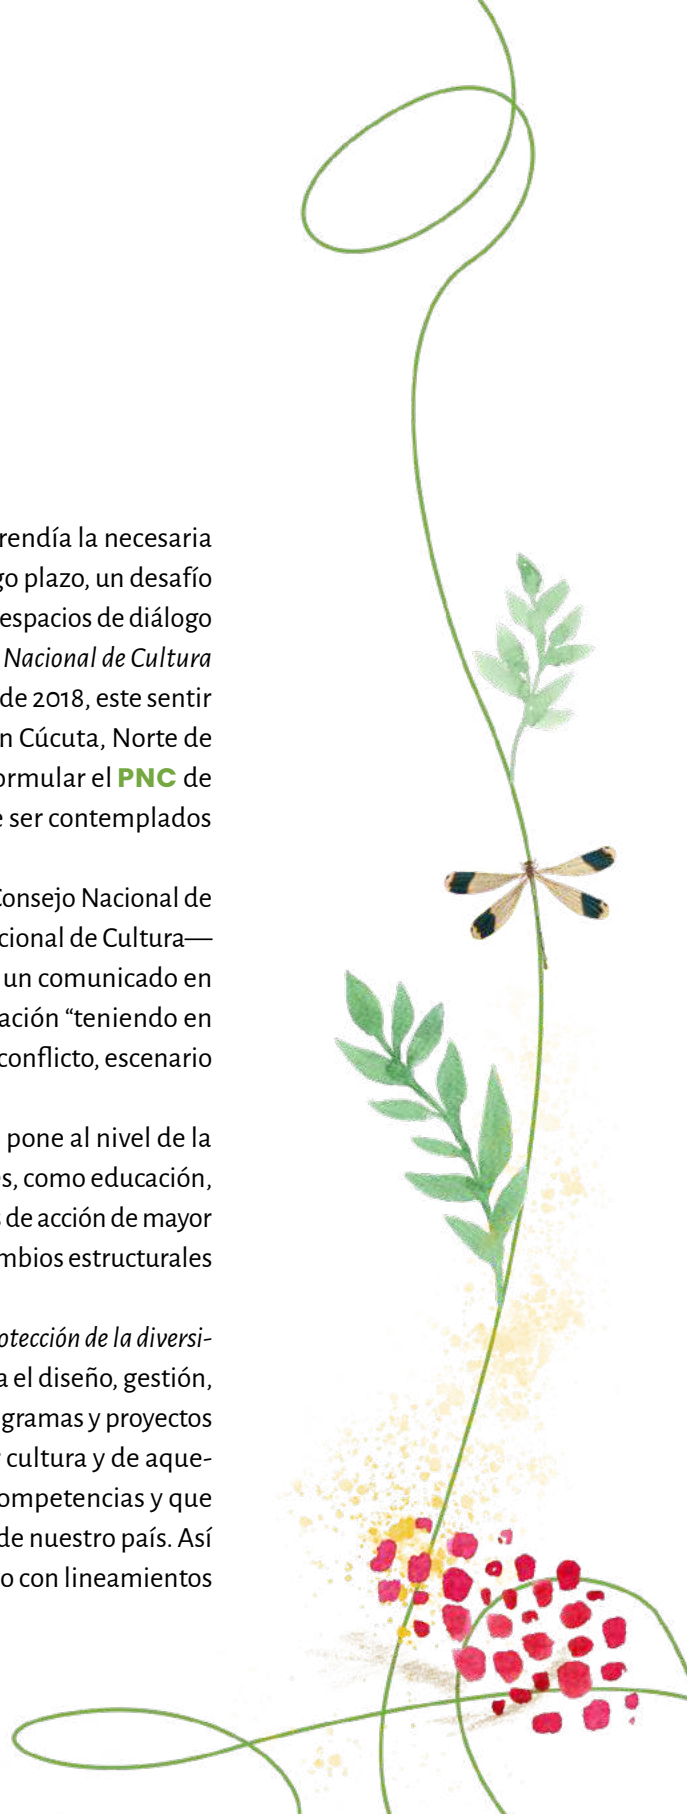 rendía la necesaria
go plazo, un desafío
espacios de diálogo
Nacional de Cultura
de 2018, este sentir
n Cúcuta, Norte de
ormular el PNC de
e ser contemplados
Consejo Nacional de
cional de Cultura—
un comunicado en
ación “teniendo en
conflicto, escenario
pone al nivel de la
s, como educación,
s de acción de mayor
mbios estructurales
otección de la diversi-
a el diseño, gestión,
gramas y proyectos
r cultura y de aque-
ompetencias y que
de nuestro país. Así
o con lineamientos